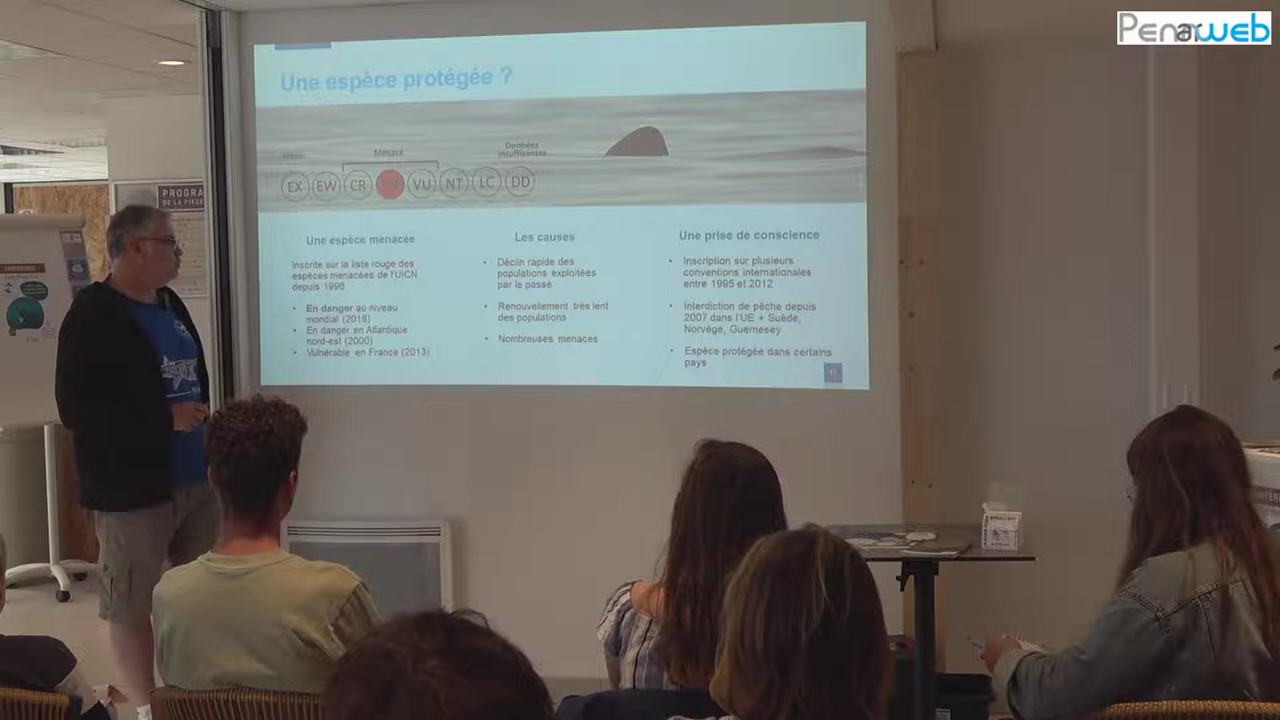 Penarweb
Une espèce protégée ?
Menacé
Données
insuffisantes
EX EW CR VU NT LC DD
PROGRA
DE LA PIÈCE
Une espèce menacée
Inscrite sur la liste rouge des
espèces menacées de l'UICN
depuis 1996
• En danger au niveau
mondial (2018)
• En danger en Atlantique
nord-est (2000)
• Vulnérable en France (2013)
Les causes
• Déclin rapide des
populations exploitées
par le passé
• Renouvellement très lent
des populations
• Nombreuses menaces
Une prise de conscience
• Inscription sur plusieurs
conventions internationales
entre 1995 et 2012
• Interdiction de pêche depuis
2007 dans l'UE + Suède,
Norvège, Guernesey
• Espèce protégée dans certains
pays